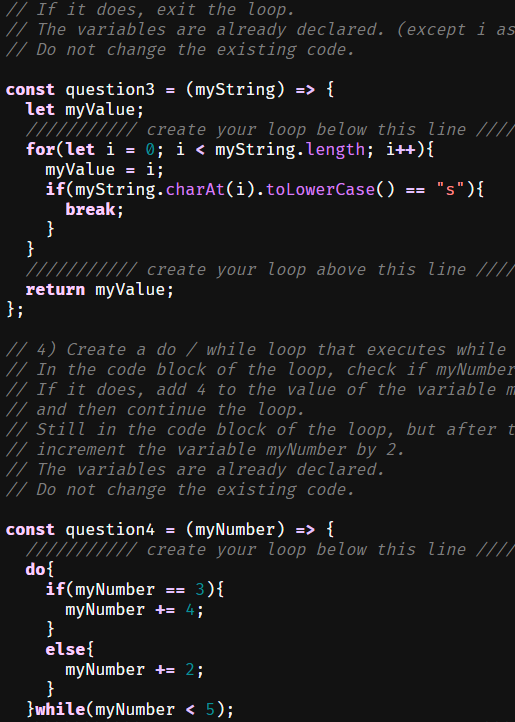 // If it does, exit the loop.
// The variables are already declared. (except i as
// Do not change the existing code.
const question3 = (myString) => {
let myValue;
/////////// create your loop below this line ////
for(let i = 0; i < myString.length; i++){
myValue = i;
if(myString.charAt(i).toLowerCase() == "s"){
break;
}
}
/////////// create your loop above this line ////
return myValue;
};
// 4) Create a do / while loop that executes while
// In the code block of the loop, check if myNumber
// If it does, add 4 to the value of the variable m
// and then continue the loop.
// Still in the code block of the loop, but after t
// increment the variable myNumber by 2.
// The variables are already declared.
// Do not change the existing code.
const question4 = (myNumber) => {
/////////// create your loop below this line ////
do{
if(myNumber == 3){
myNumber += 4;
}
else{
myNumber += 2;
}
}while(myNumber < 5);